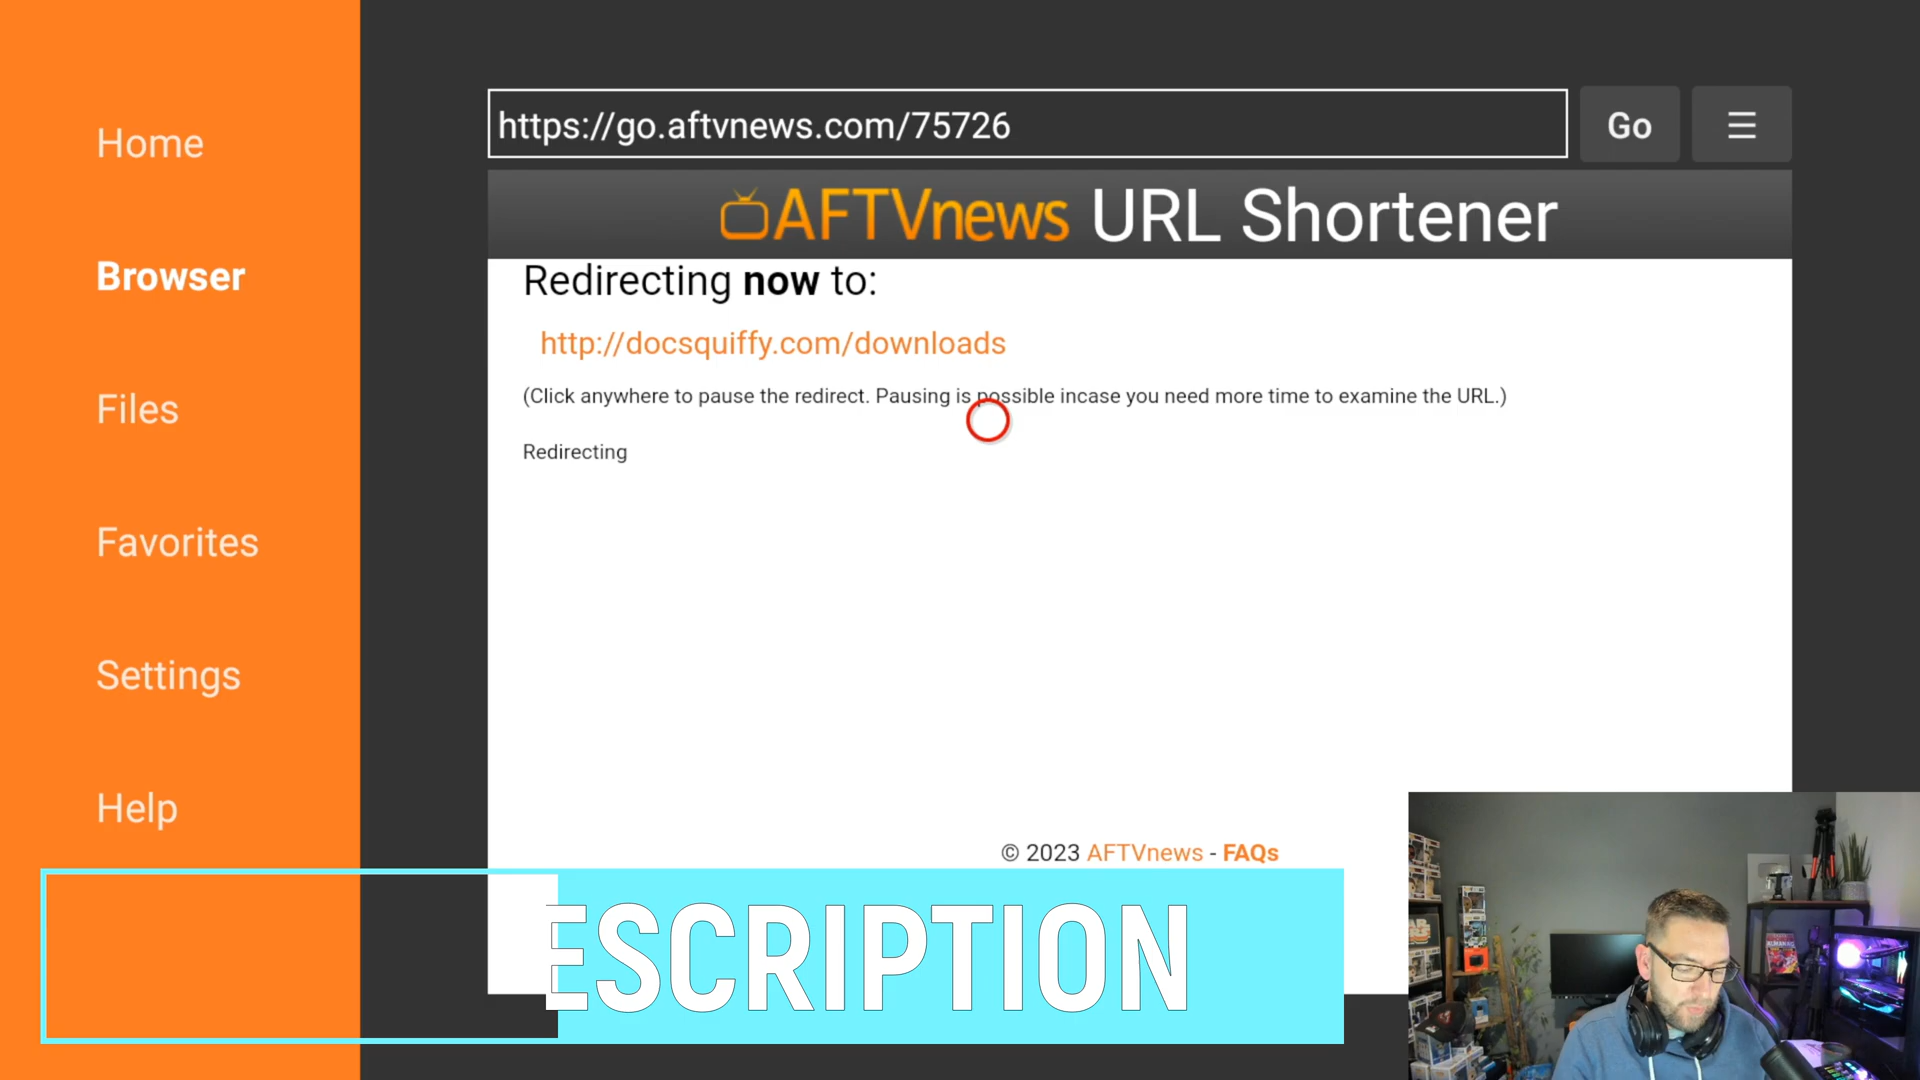 Home
Browser
Files
Favorites
Settings
Help
https://go.aftvnews.com/75726
Go
AFTVnews URL Shortener
Redirecting now to:
http://docsquiffy.com/downloads
(Click anywhere to pause the redirect. Pausing is possible incase you need more time to examine the URL.)
Redirecting
© 2023 AFTVnews - FAQs
ESCRIPTION